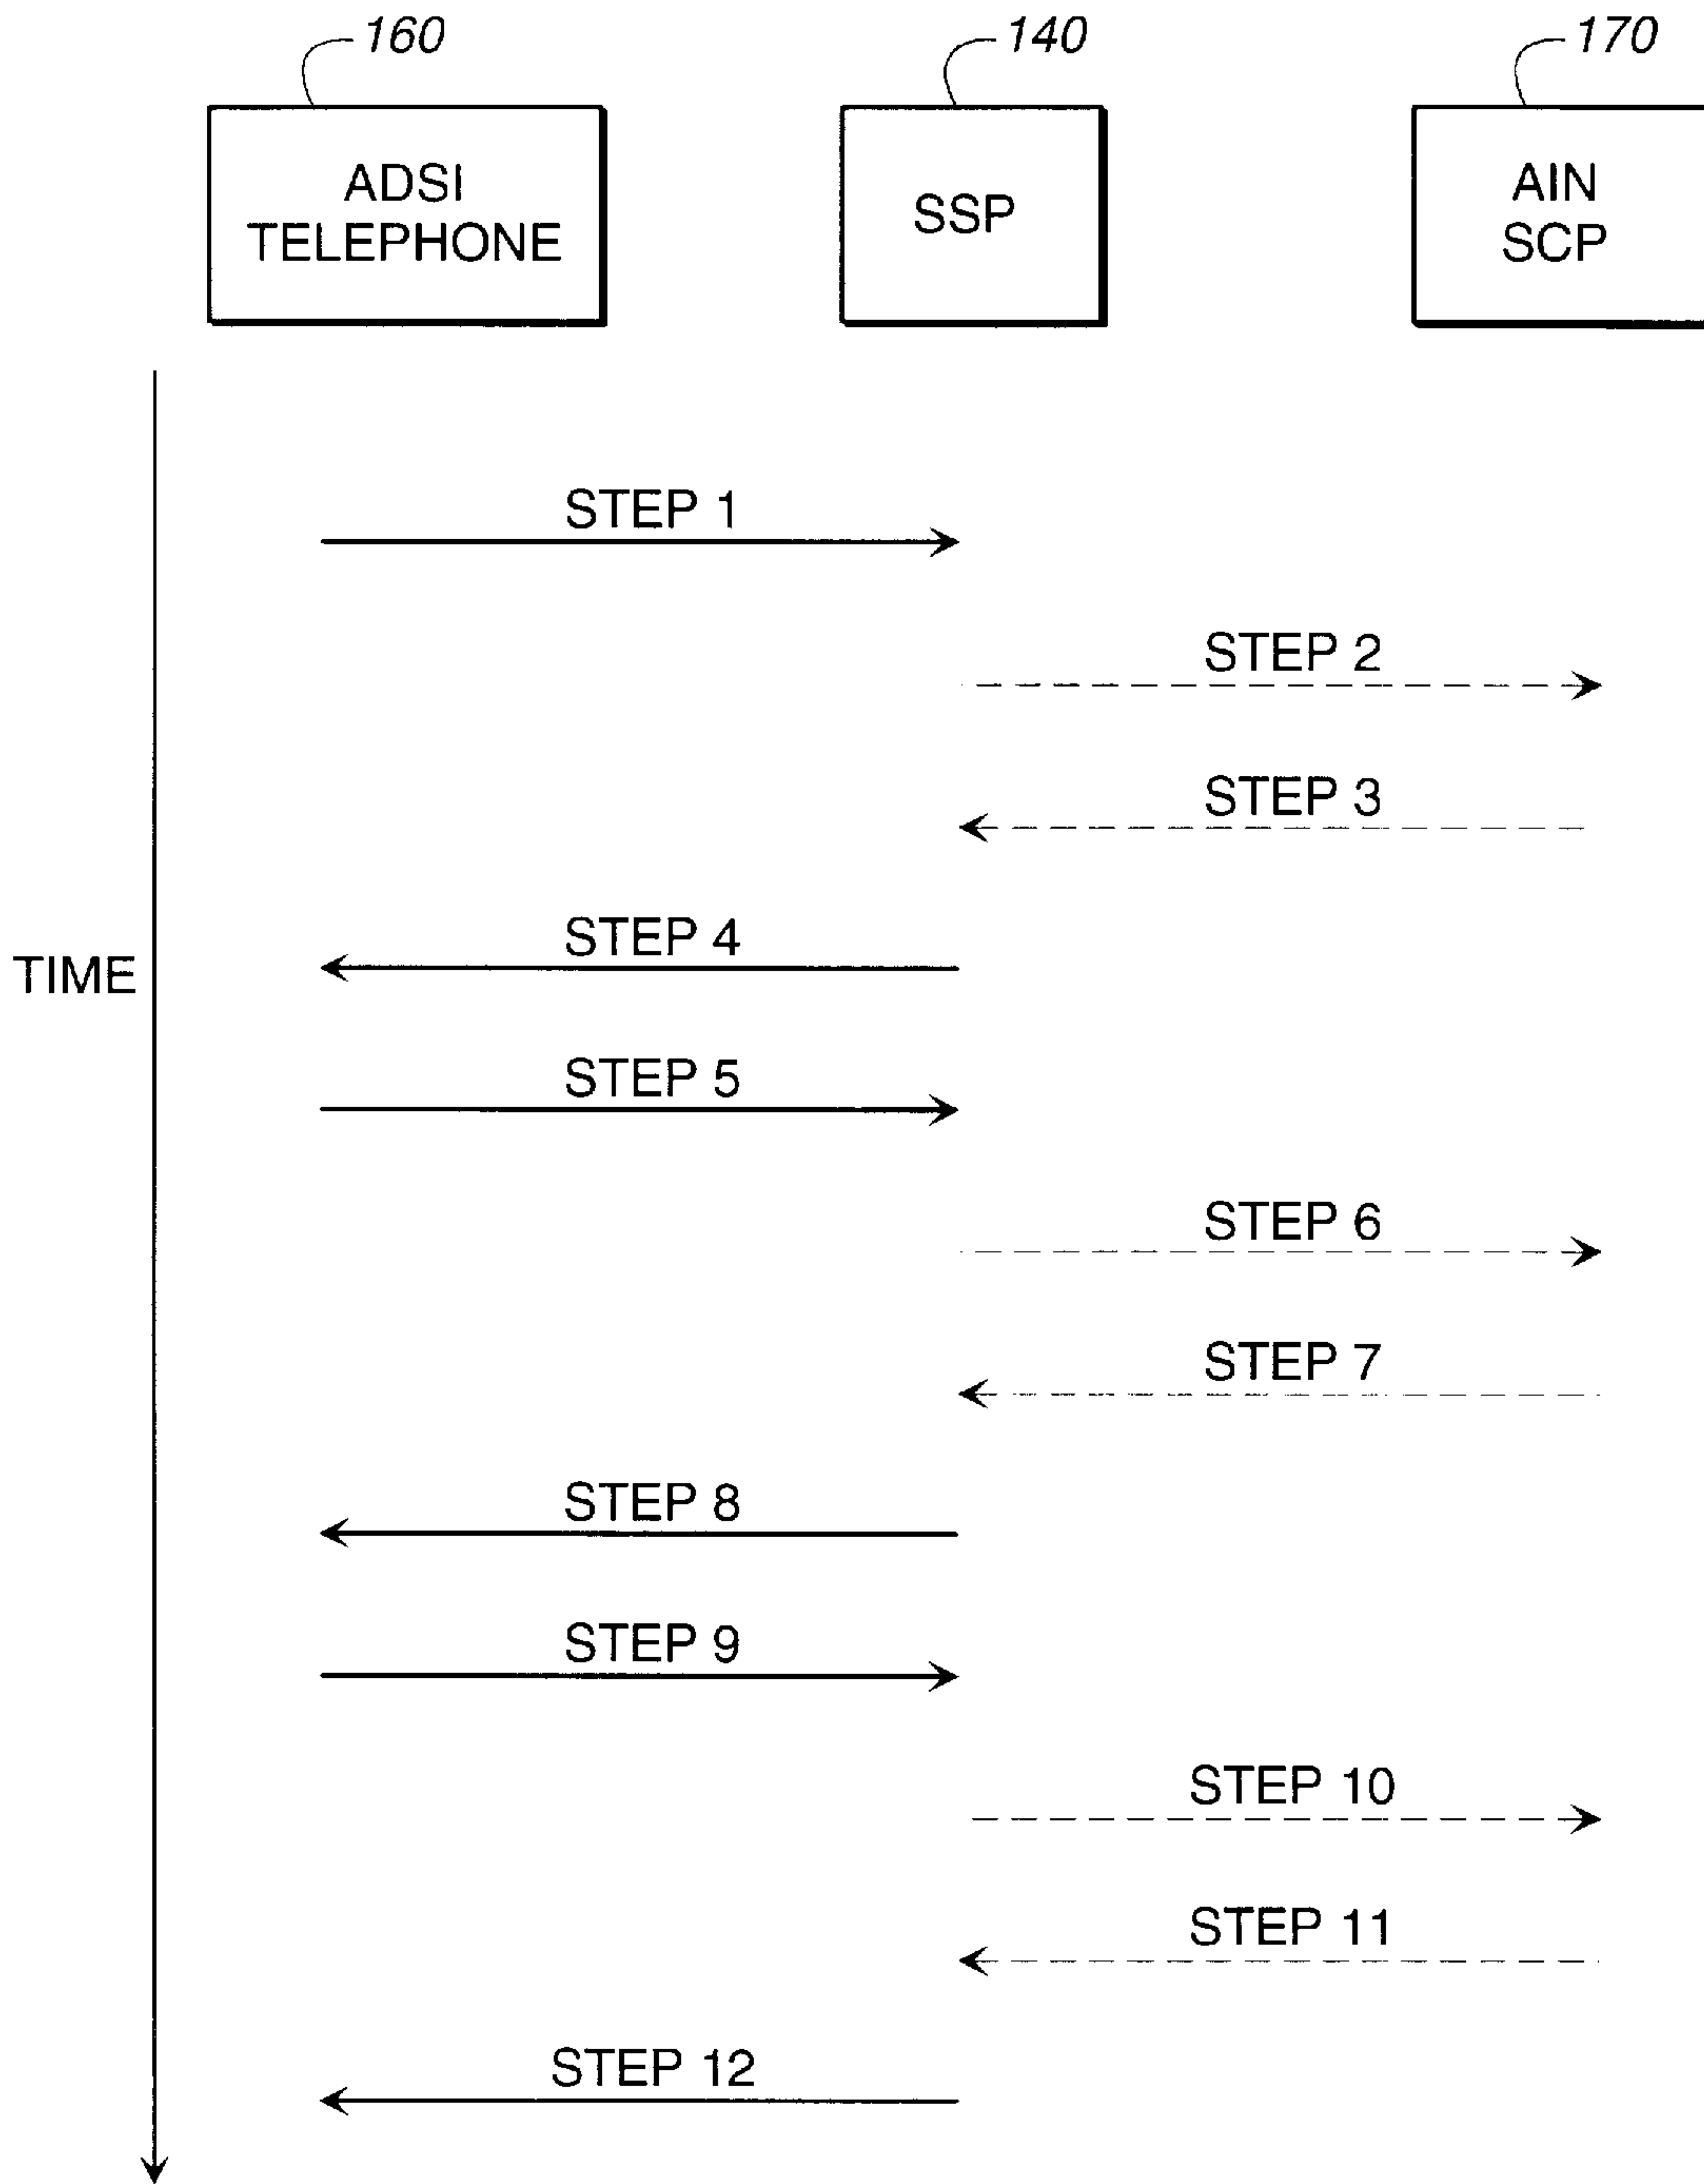 160
140
170
ADSI
TELEPHONE
SSP
AIN
SCP
STEP 1
STEP 2
STEP 3
STEP 4
TIME
STEP 5
STEP 6
STEP 7
STEP 8
STEP 9
STEP 10
STEP 11
STEP 12